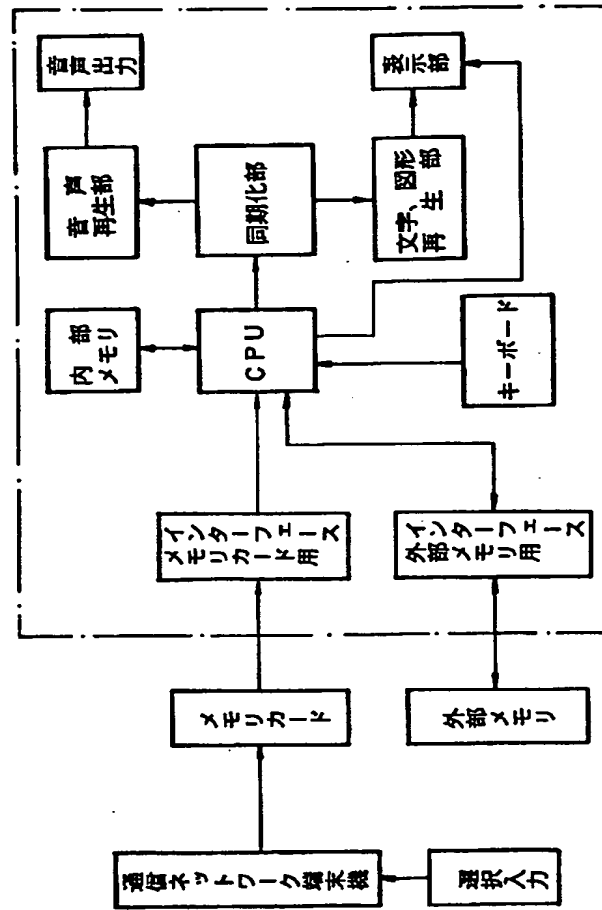 音声出力
音声
再生部
同期化部
文字、図形
再生部
表示部
内部
メモリ
CPU
キーボード
インターフェース
メモリカード用
インターフェース
外部メモリ用
メモリカード
外部メモリ
通信ネットワーク端末機
選択入力